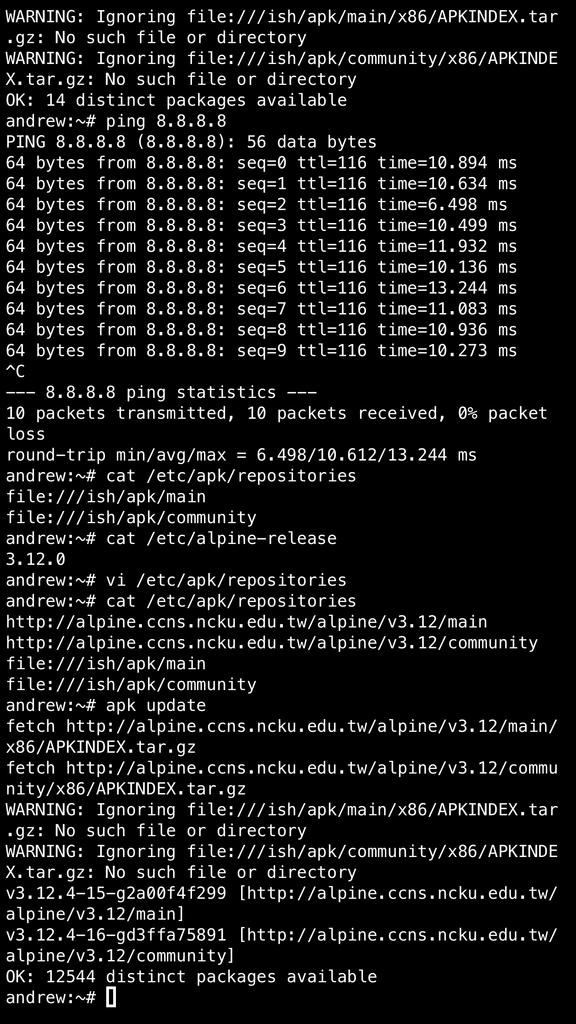 WARNING: Ignoring file:///ish/apk/main/x86/APKINDEX.tar
.gz: No such file or directory
WARNING: Ignoring file:///ish/apk/community/x86/APKINDE
X.tar.gz: No such file or directory
OK: 14 distinct packages available
andrew:~# ping 8.8.8.8
PING 8.8.8.8 (8.8.8.8): 56 data bytes
64 bytes from 8.8.8.8: seq=0 ttl=116 time=10.894 ms
64 bytes from 8.8.8.8: seq=1 ttl=116 time=10.634 ms
64 bytes from 8.8.8.8: seq=2 ttl=116 time=6.498 ms
64 bytes from 8.8.8.8: seq=3 ttl=116 time=10.499 ms
64 bytes from 8.8.8.8: seq=4 ttl=116 time=11.932 ms
64 bytes from 8.8.8.8: seq=5 ttl=116 time=10.136 ms
64 bytes from 8.8.8.8: seq=6 ttl=116 time=13.244 ms
64 bytes from 8.8.8.8: seq=7 ttl=116 time=11.083 ms
64 bytes from 8.8.8.8: seq=8 ttl=116 time=10.936 ms
64 bytes from 8.8.8.8: seq=9 ttl=116 time=10.273 ms
^C
--- 8.8.8.8 ping statistics ---
10 packets transmitted, 10 packets received, 0% packet
loss
round-trip min/avg/max = 6.498/10.612/13.244 ms
andrew:~# cat /etc/apk/repositories
file:///ish/apk/main
file:///ish/apk/community
andrew:~# cat /etc/alpine-release
3.12.0
andrew:~# vi /etc/apk/repositories
andrew:~# cat /etc/apk/repositories
http://alpine.ccns.ncku.edu.tw/alpine/v3.12/main
http://alpine.ccns.ncku.edu.tw/alpine/v3.12/community
file:///ish/apk/main
file:///ish/apk/community
andrew:~# apk update
fetch http://alpine.ccns.ncku.edu.tw/alpine/v3.12/main/
x86/APKINDEX.tar.gz
fetch http://alpine.ccns.ncku.edu.tw/alpine/v3.12/commu
nity/x86/APKINDEX.tar.gz
WARNING: Ignoring file:///ish/apk/main/x86/APKINDEX.tar
.gz: No such file or directory
WARNING: Ignoring file:///ish/apk/community/x86/APKINDE
X.tar.gz: No such file or directory
v3.12.4-15-g2a00f4f299 [http://alpine.ccns.ncku.edu.tw/
alpine/v3.12/main]
v3.12.4-16-gd3ffa75891 [http://alpine.ccns.ncku.edu.tw/
alpine/v3.12/community]
OK: 12544 distinct packages available
andrew:~#